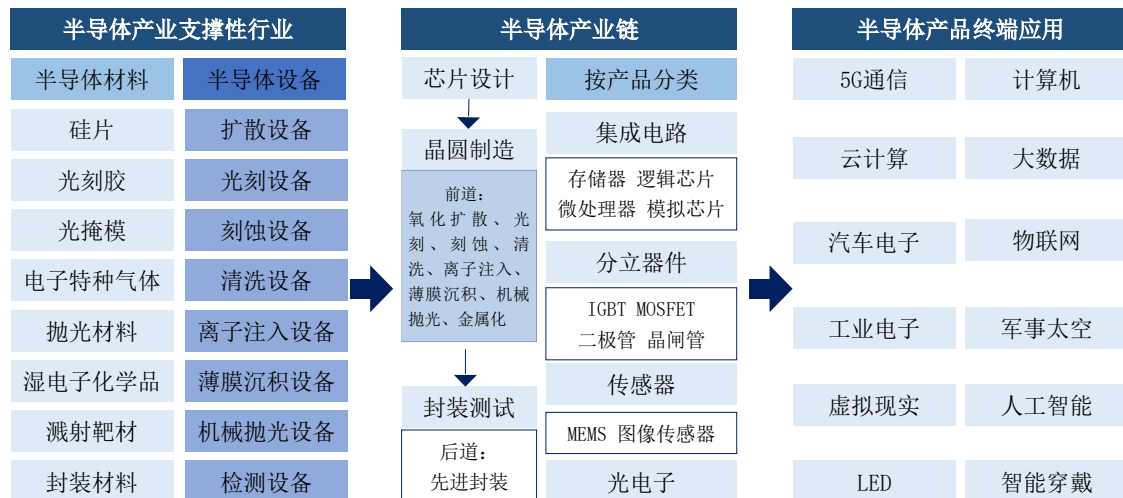 半导体产业支撑性行业
半导体材料
半导体设备
硅片
扩散设备
光刻胶
光刻设备
光掩模
刻蚀设备
电子特种气体
清洗设备
抛光材料
离子注入设备
湿电子化学品
薄膜沉积设备
溅射靶材
机械抛光设备
封装材料
检测设备
半导体产业链
芯片设计
晶圆制造
前道：
氧化扩散、光
刻、刻蚀、清
洗、离子注入、
薄膜沉积、机械
抛光、金属化
封装测试
后道：
先进封装
按产品分类
集成电路
存储器 逻辑芯片
微处理器 模拟芯片
分立器件
IGBT MOSFET
二极管 晶闸管
传感器
MEMS 图像传感器
光电子
半导体产品终端应用
5G通信
计算机
云计算
大数据
汽车电子
物联网
工业电子
军事太空
虚拟现实
人工智能
LED
智能穿戴